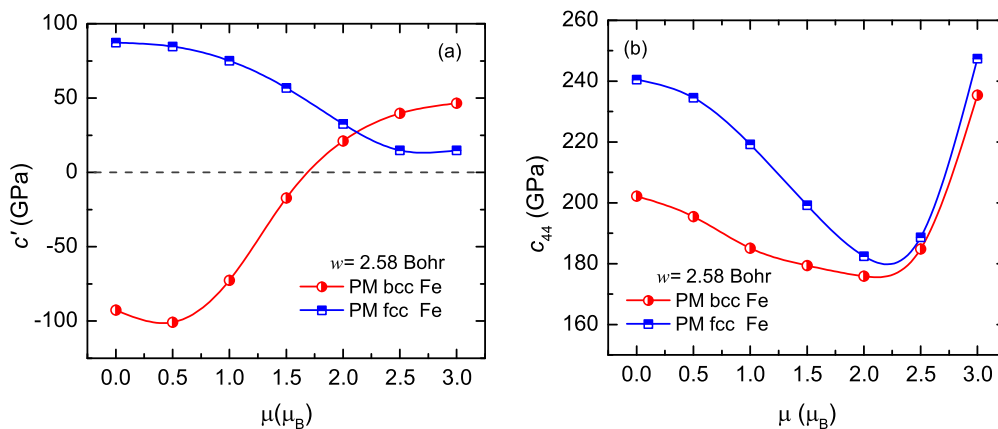 100
50
0
-50
-100
c′ (GPa)
(a)
w = 2.58 Bohr
PM bcc Fe
PM fcc Fe
0.0 0.5 1.0 1.5 2.0 2.5 3.0
μ(μB)
260
240
220
200
180
160
c44 (GPa)
(b)
w = 2.58 Bohr
PM bcc Fe
PM fcc Fe
0.0 0.5 1.0 1.5 2.0 2.5 3.0
μ (μB)